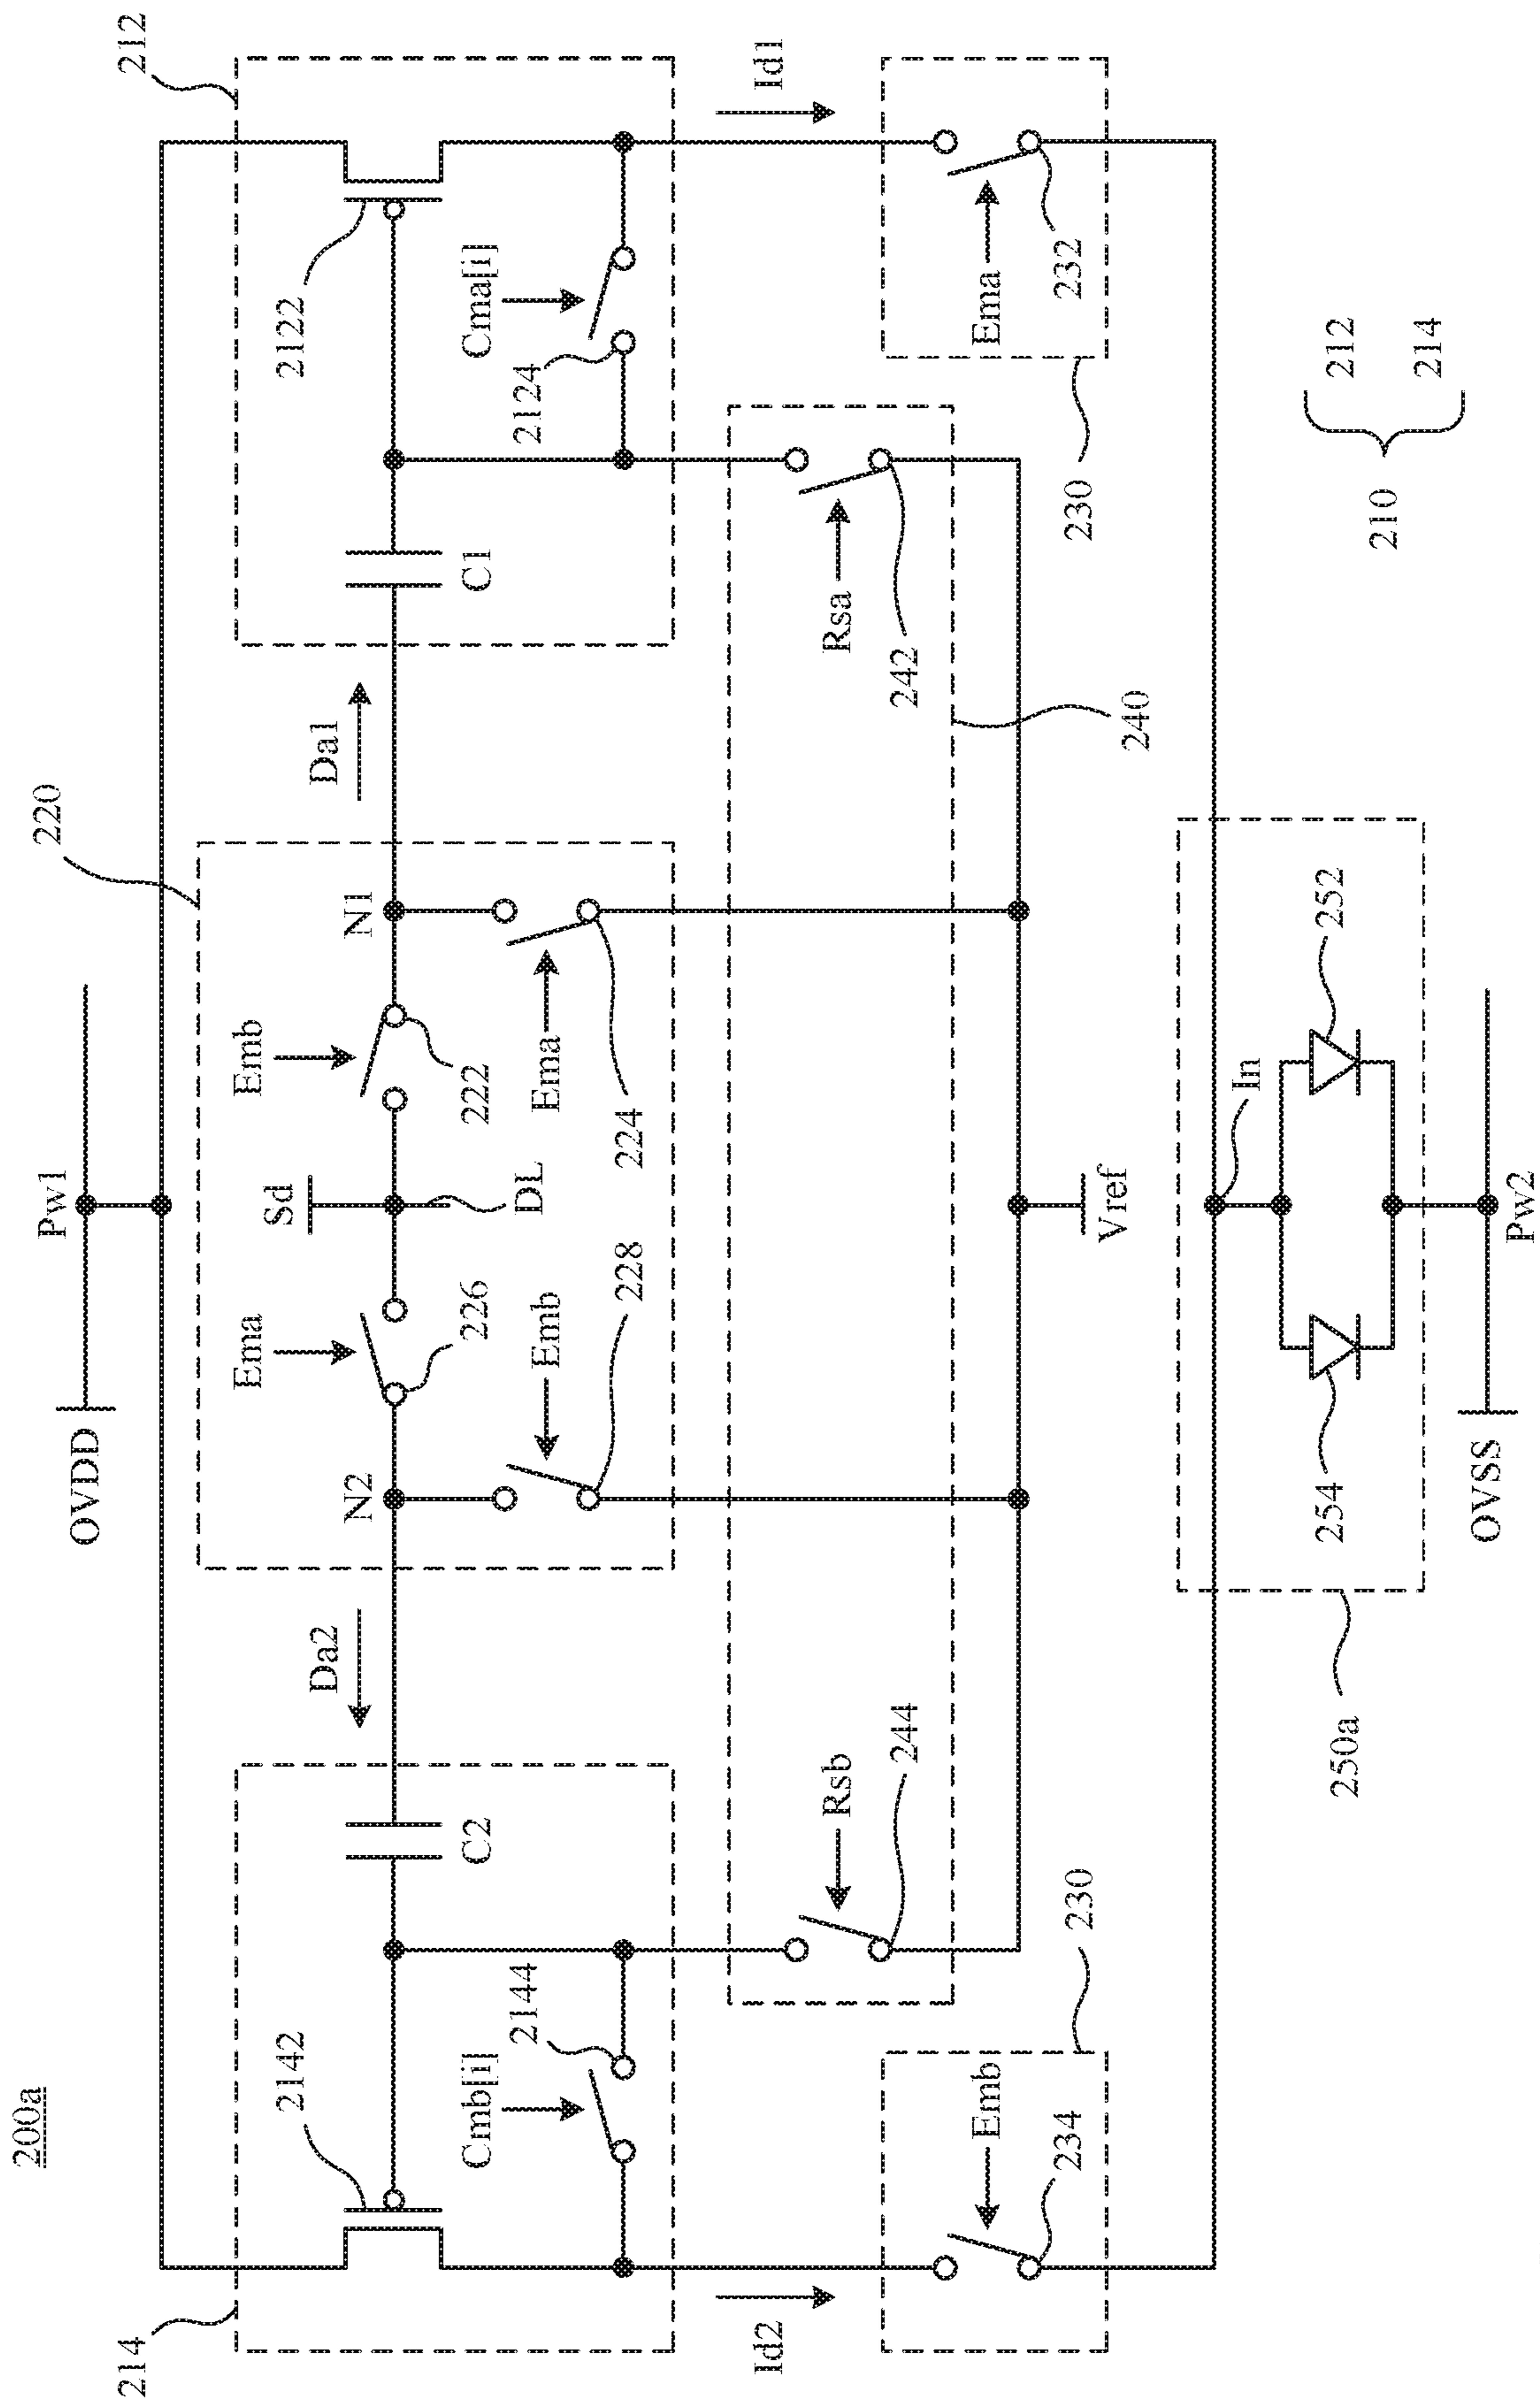 200a
OVDD
Pw1
214
220
212
2142
Da2
N2
Ema
Sd
Emb
N1
Da1
2122
Cmb[i]
2144
C2
226
DL
222
C1
2124
Cma[i]
Emb
228
Ema
224
Id2
Id1
Rsb
244
Rsa
242
Emb
234
230
Vref
240
230
Ema
232
In
254
252
250a
OVSS
Pw2
210
212
214